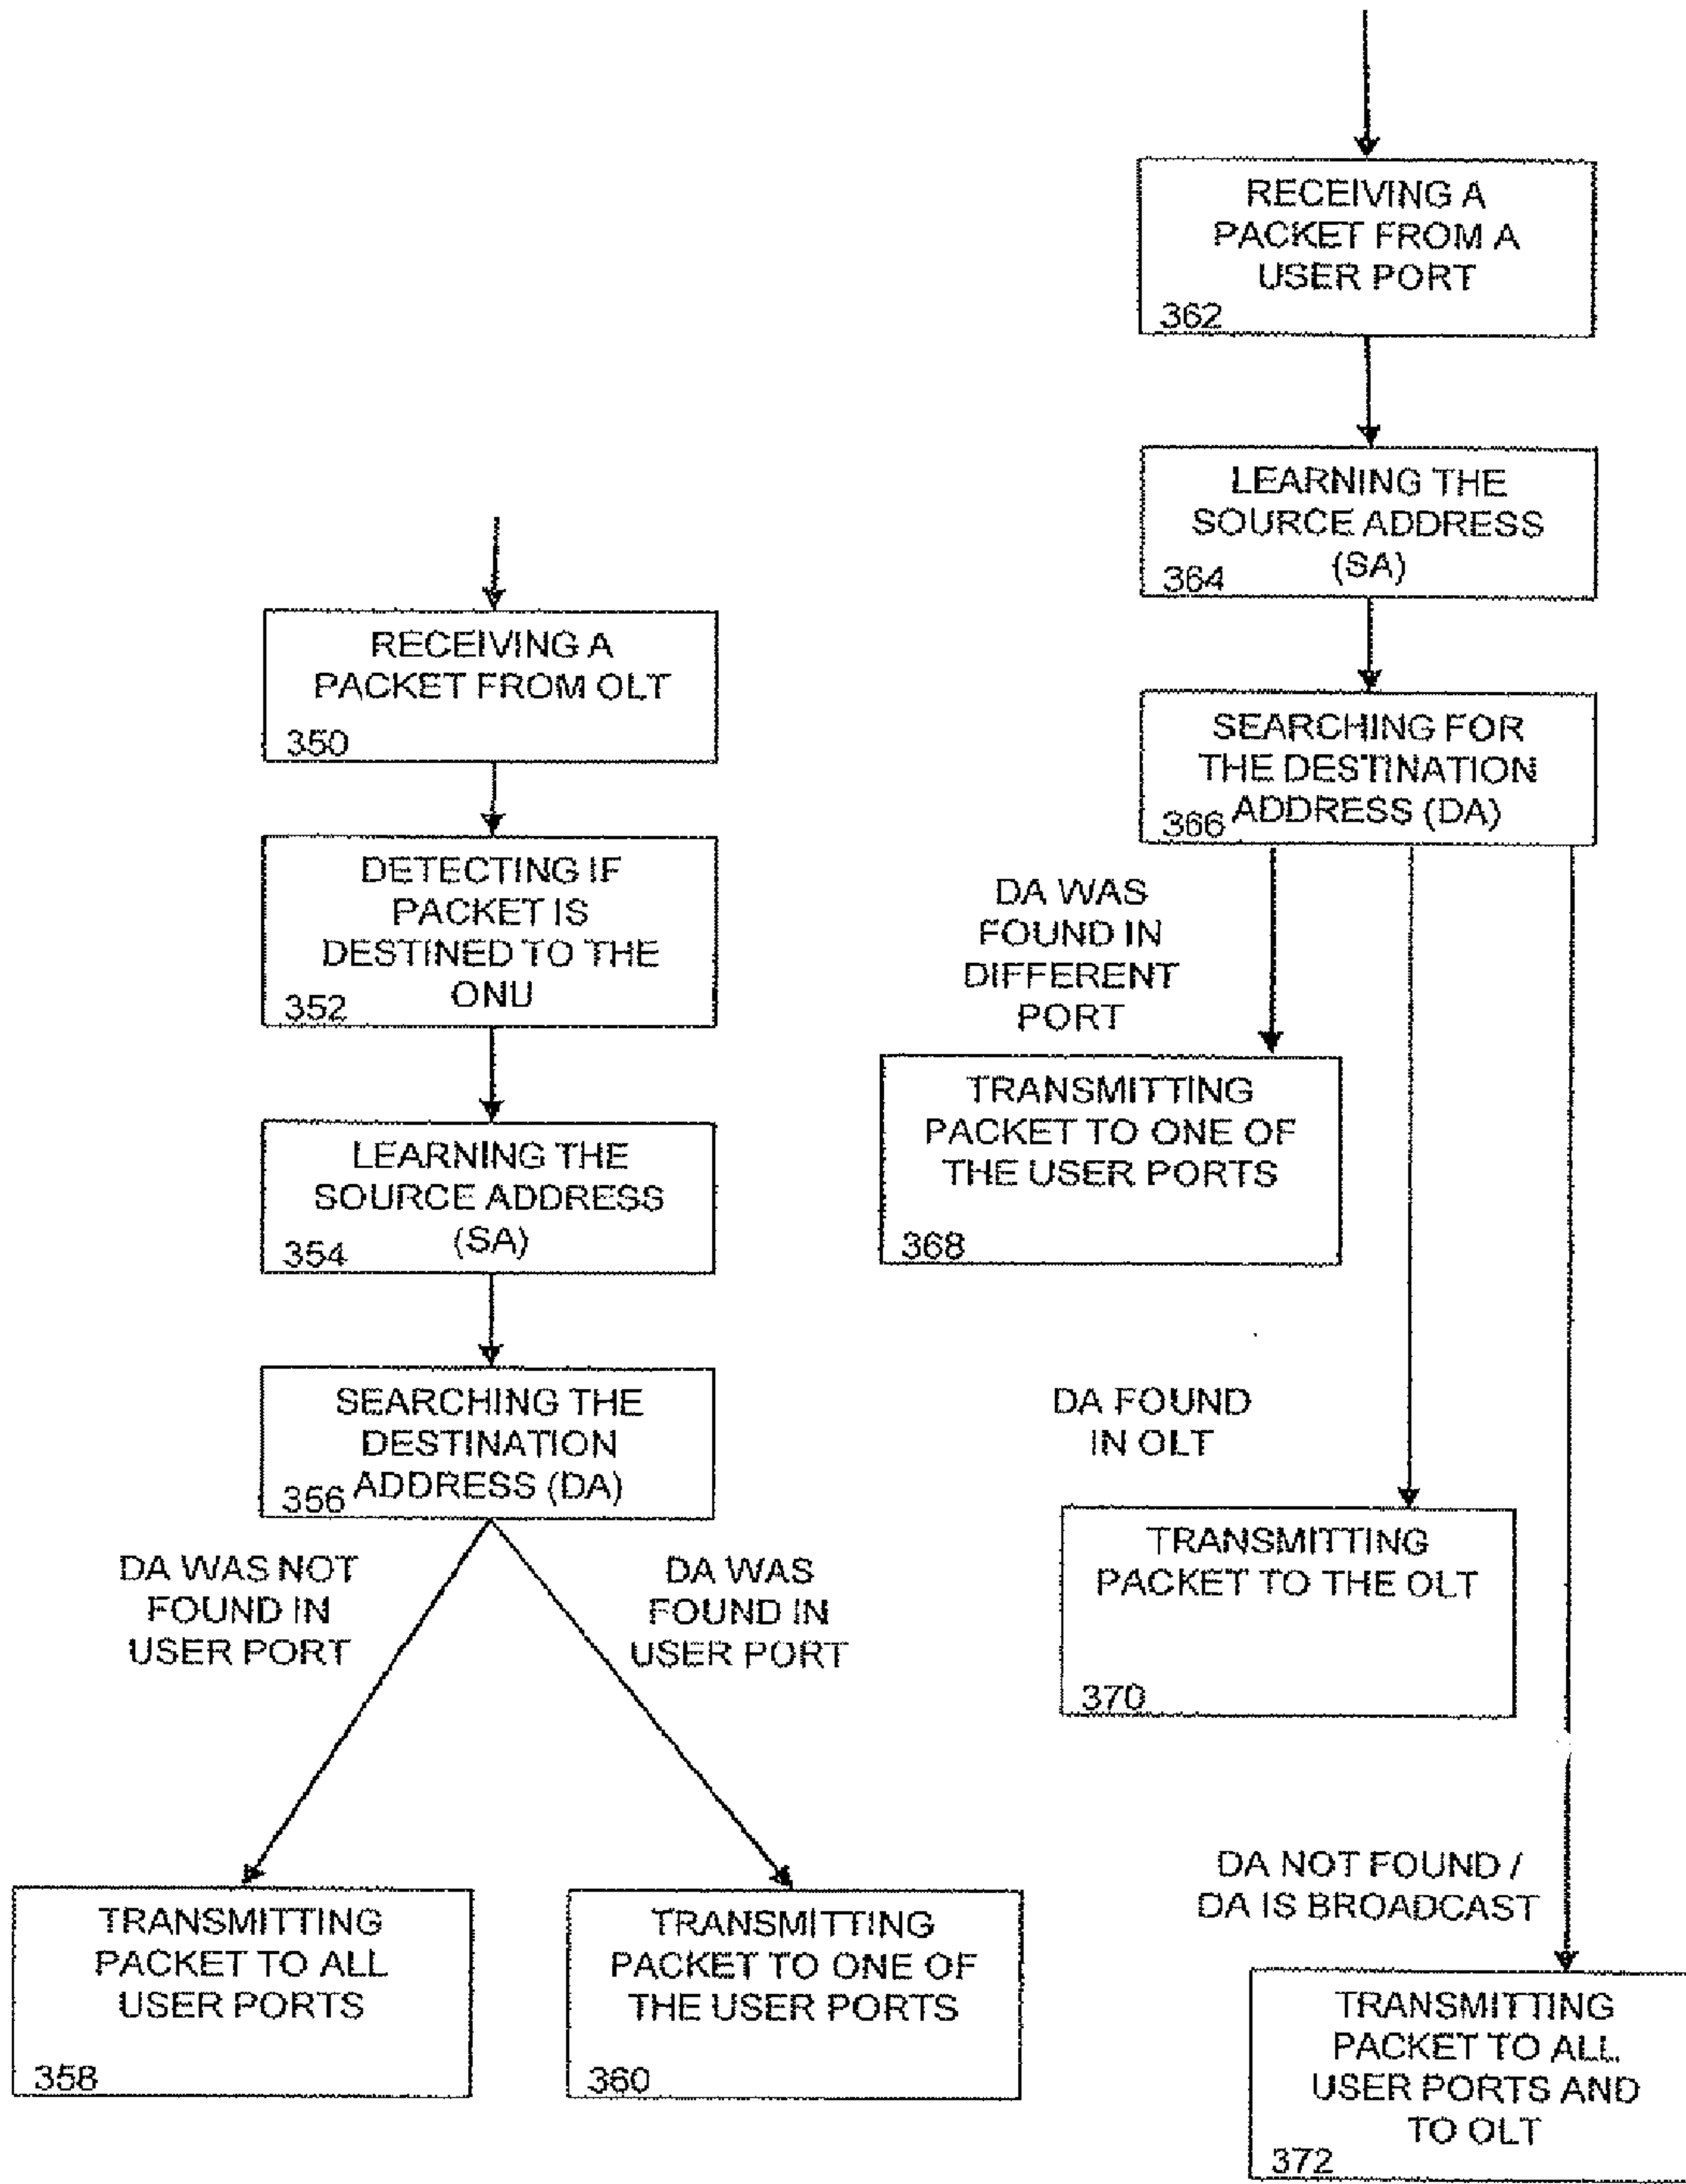 RECEIVING A
PACKET FROM OLT
350
DETECTING IF
PACKET IS
DESTINED TO THE
ONU
352
LEARNING THE
SOURCE ADDRESS
(SA)
354
SEARCHING THE
DESTINATION
ADDRESS (DA)
356
DA WAS NOT
FOUND IN
USER PORT
DA WAS
FOUND IN
USER PORT
TRANSMITTING
PACKET TO ALL
USER PORTS
358
TRANSMITTING
PACKET TO ONE OF
THE USER PORTS
360
RECEIVING A
PACKET FROM A
USER PORT
362
LEARNING THE
SOURCE ADDRESS
(SA)
364
SEARCHING FOR
THE DESTINATION
ADDRESS (DA)
366
DA WAS
FOUND IN
DIFFERENT
PORT
TRANSMITTING
PACKET TO ONE OF
THE USER PORTS
368
DA FOUND
IN OLT
TRANSMITTING
PACKET TO THE OLT
370
DA NOT FOUND /
DA IS BROADCAST
TRANSMITTING
PACKET TO ALL
USER PORTS AND
TO OLT
372